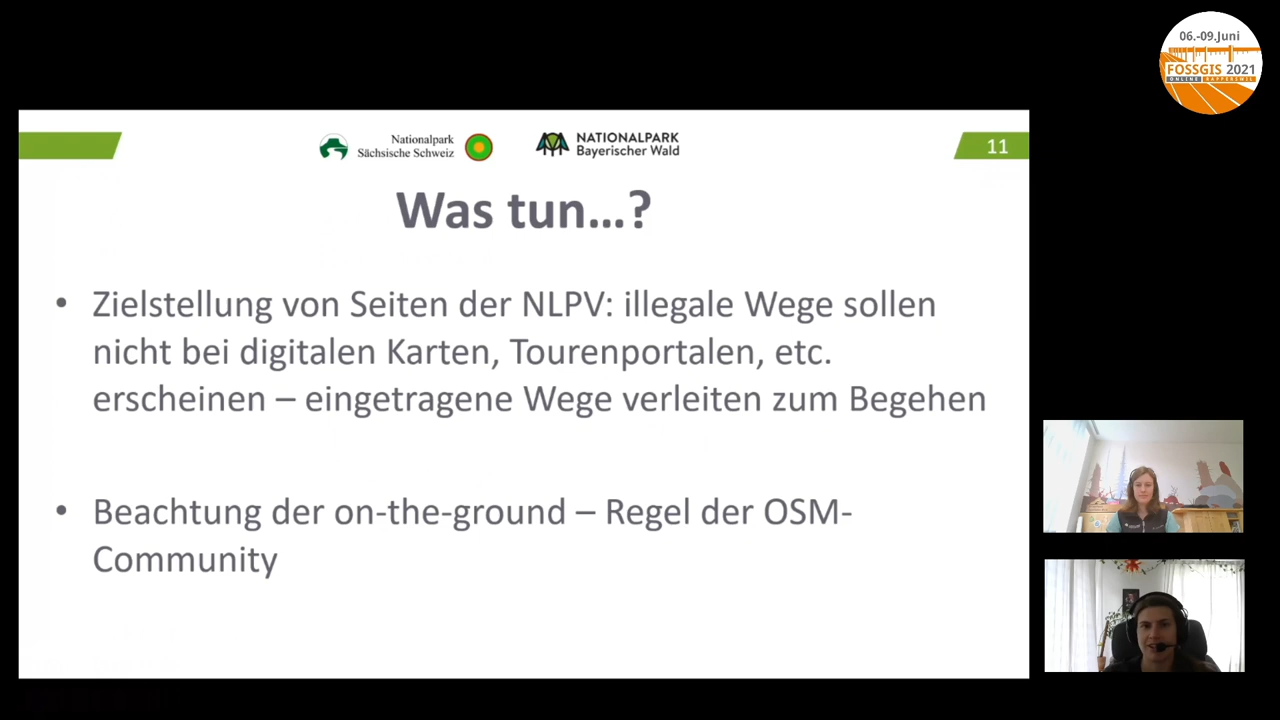 06.-09.Juni
FOSSGIS 2021
ONLINE RAPPERSWIL
Nationalpark
Sächsische Schweiz
NATIONALPARK
Bayerischer Wald
11
Was tun…?
• Zielstellung von Seiten der NLPV: illegale Wege sollen
nicht bei digitalen Karten, Tourenportalen, etc.
erscheinen – eingetragene Wege verleiten zum Begehen
• Beachtung der on-the-ground – Regel der OSM-
Community